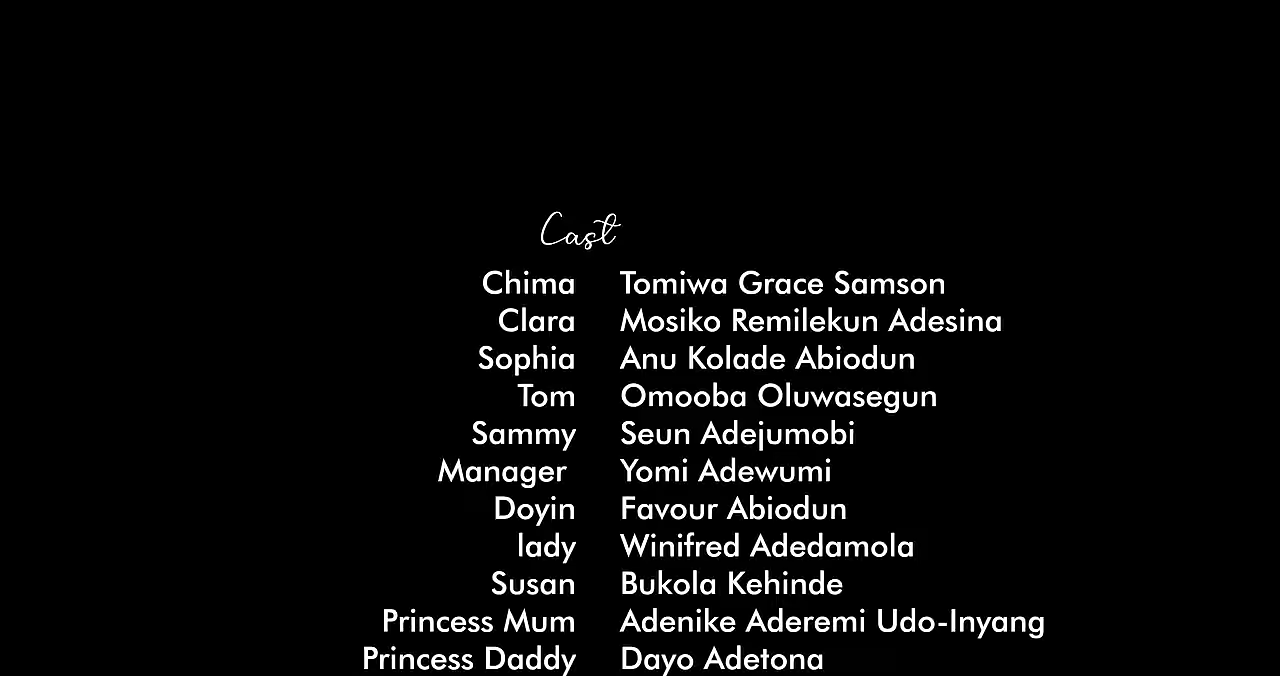 Cast
Chima Tomiwa Grace Samson
Clara Mosiko Remilekun Adesina
Sophia Anu Kolade Abiodun
Tom Omooba Oluwasegun
Sammy Seun Adejumobi
Manager Yomi Adewumi
Doyin Favour Abiodun
lady Winifred Adedamola
Susan Bukola Kehinde
Princess Mum Adenike Aderemi Udo-Inyang
Princess Daddy Dayo Adetona